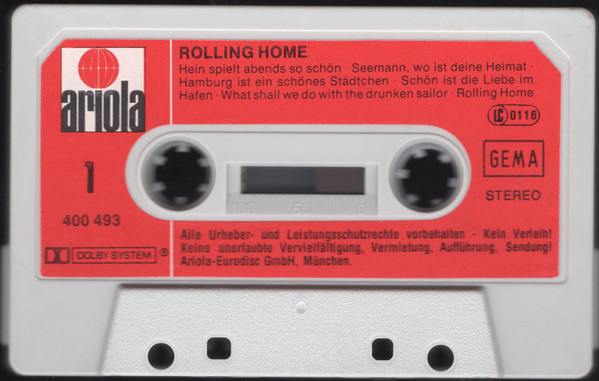 ROLLING HOME
Hein spielt abends so schön · Seemann, wo ist deine Heimat ·
Hamburg ist ein schönes Städtchen · Schön ist die Liebe im
Hafen · What shall we do with the drunken sailor · Rolling Home
ariola
LC 0116
1
GEMA
STEREO
400 493
100 50 0
DOLBY SYSTEM ®
Alle Urheber- und Leistungsschutzrechte vorbehalten - Kein Verleih!
Keine unerlaubte Vervielfältigung, Vermietung, Aufführung, Sendung!
Ariola-Eurodisc GmbH, München.